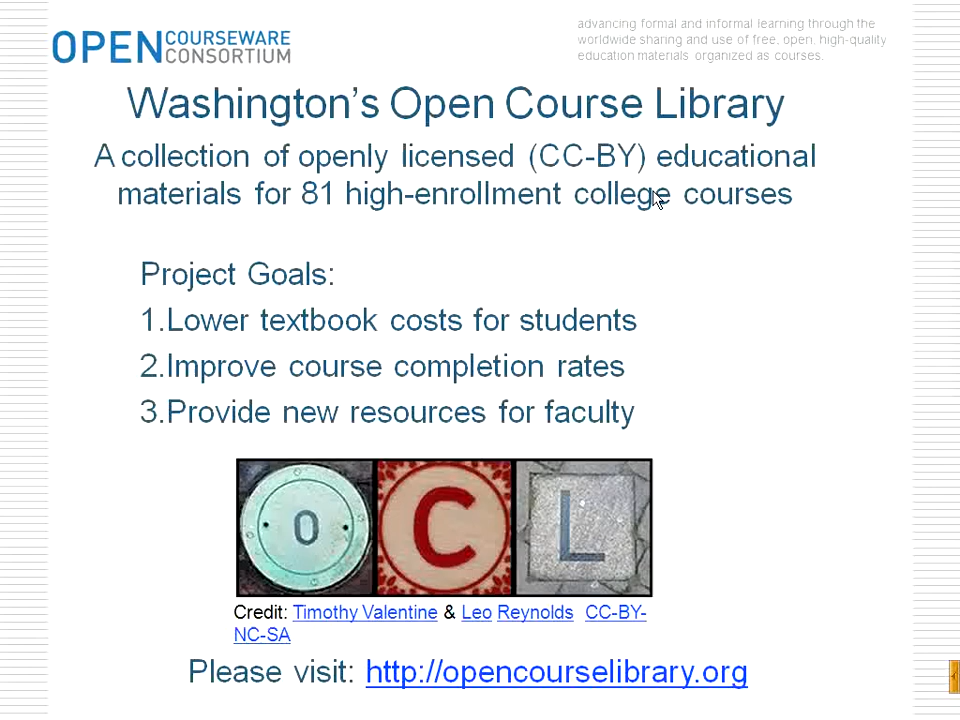 OPEN COURSEWARE CONSORTIUM
advancing formal and informal learning through the
worldwide sharing and use of free, open, high-quality
education materials organized as courses.
Washington's Open Course Library
A collection of openly licensed (CC-BY) educational
materials for 81 high-enrollment college courses
Project Goals:
1.Lower textbook costs for students
2.Improve course completion rates
3.Provide new resources for faculty
O C L
Credit: Timothy Valentine & Leo Reynolds CC-BY-
NC-SA
Please visit: http://opencourselibrary.org